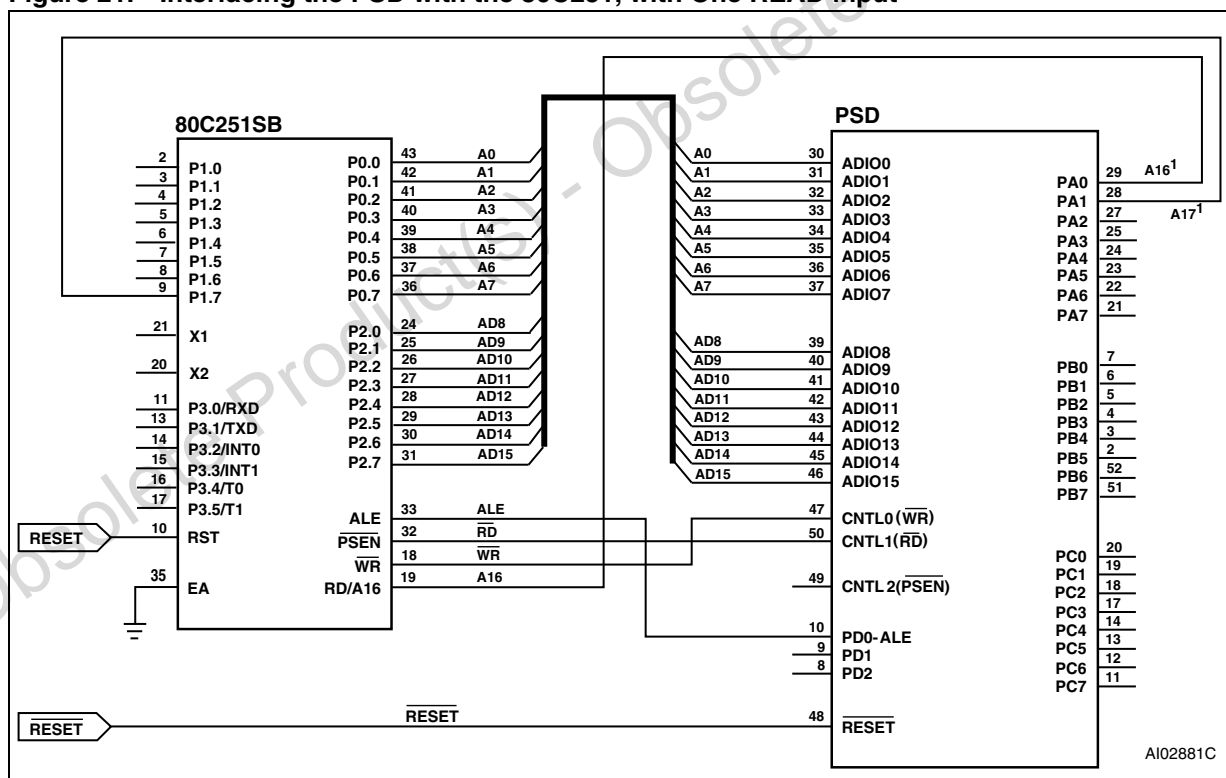 Figure 21. Interfacing the PSD with the 80C251, with One READ Input
Obsolete Product(s) - Obsolete
80C251SB
2 P1.0
3 P1.1
4 P1.2
5 P1.3
6 P1.4
7 P1.5
8 P1.6
9 P1.7
21 X1
20 X2
11 P3.0/RXD
13 P3.1/TXD
14 P3.2/INT0
15 P3.3/INT1
16 P3.4/T0
17 P3.5/T1
RESET 10 RST
35 EA
P0.0 43 A0
P0.1 42 A1
P0.2 41 A2
P0.3 40 A3
P0.4 39 A4
P0.5 38 A5
P0.6 37 A6
P0.7 36 A7
P2.0 24 AD8
P2.1 25 AD9
P2.2 26 AD10
P2.3 27 AD11
P2.4 28 AD12
P2.5 29 AD13
P2.6 30 AD14
P2.7 31 AD15
ALE 33 ALE
PSEN 32 RD
WR 18 WR
RD/A16 19 A16
PSD
A0 30 ADIO0
A1 31 ADIO1
A2 32 ADIO2
A3 33 ADIO3
A4 34 ADIO4
A5 35 ADIO5
A6 36 ADIO6
A7 37 ADIO7
AD8 39 ADIO8
AD9 40 ADIO9
AD10 41 ADIO10
AD11 42 ADIO11
AD12 43 ADIO12
AD13 44 ADIO13
AD14 45 ADIO14
AD15 46 ADIO15
47 CNTL0(WR)
50 CNTL1(RD)
49 CNTL2(PSEN)
10 PD0-ALE
9 PD1
8 PD2
RESET RESET 48 RESET
PA0 29 A16¹
PA1 28 A17¹
PA2 27
PA3 25
PA4 24
PA5 23
PA6 22
PA7 21
PB0 7
PB1 6
PB2 5
PB3 4
PB4 3
PB5 2
PB6 52
PB7 51
PC0 20
PC1 19
PC2 18
PC3 17
PC4 14
PC5 13
PC6 12
PC7 11
AI02881C
Obsolete Product(s) - Obsolete